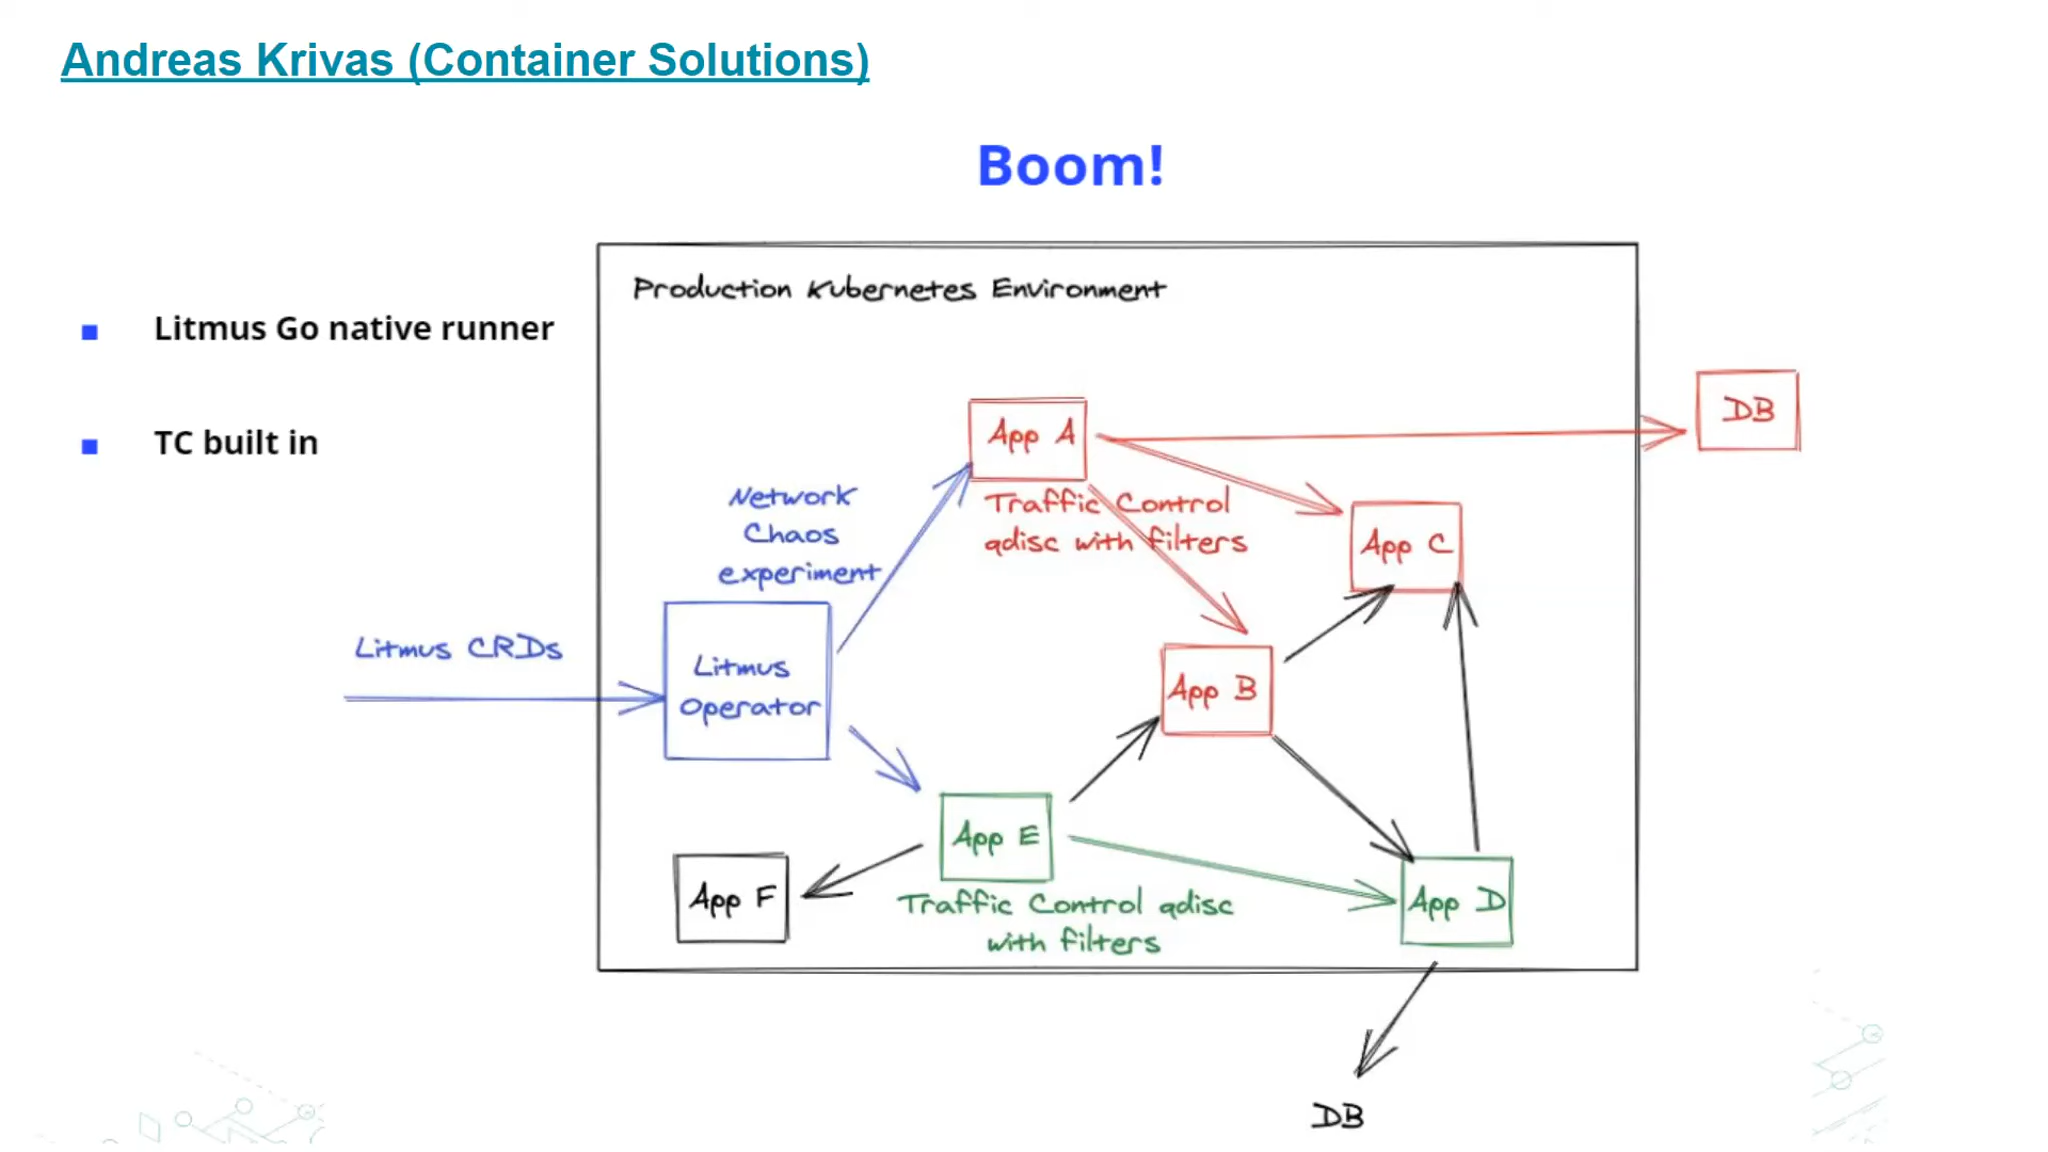 Andreas Krivas (Container Solutions)
Boom!
Litmus Go native runner
TC built in
Production Kubernetes Environment
App A
DB
Network
Chaos
experiment
Traffic Control
qdisc with filters
App C
Litmus CRDs
Litmus
Operator
App B
App E
App F
App D
Traffic Control qdisc
with filters
DB